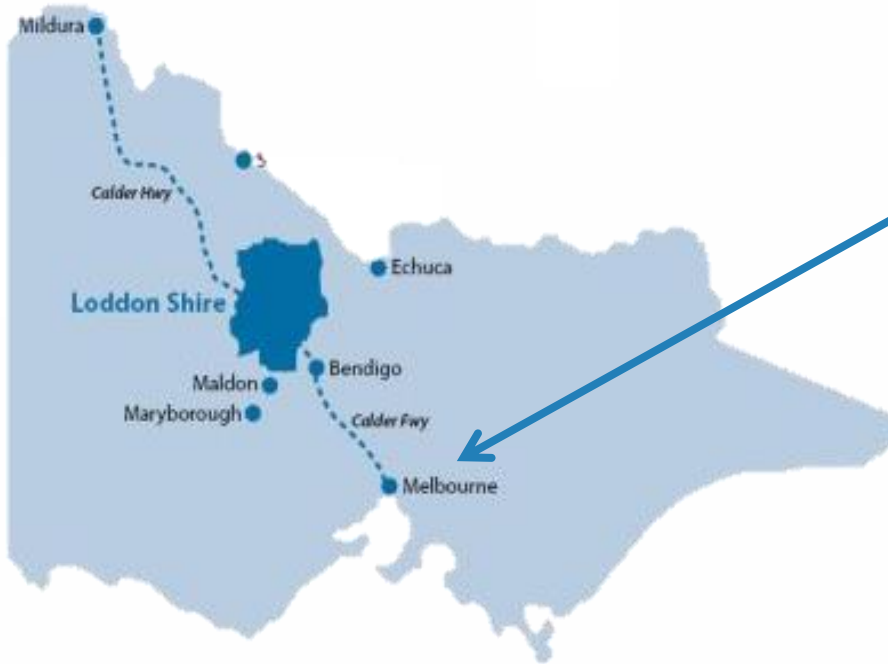 Mildura
Calder Hwy
Echuca
Loddon Shire
Bendigo
Maldon
Maryborough
Calder Fwy
Melbourne